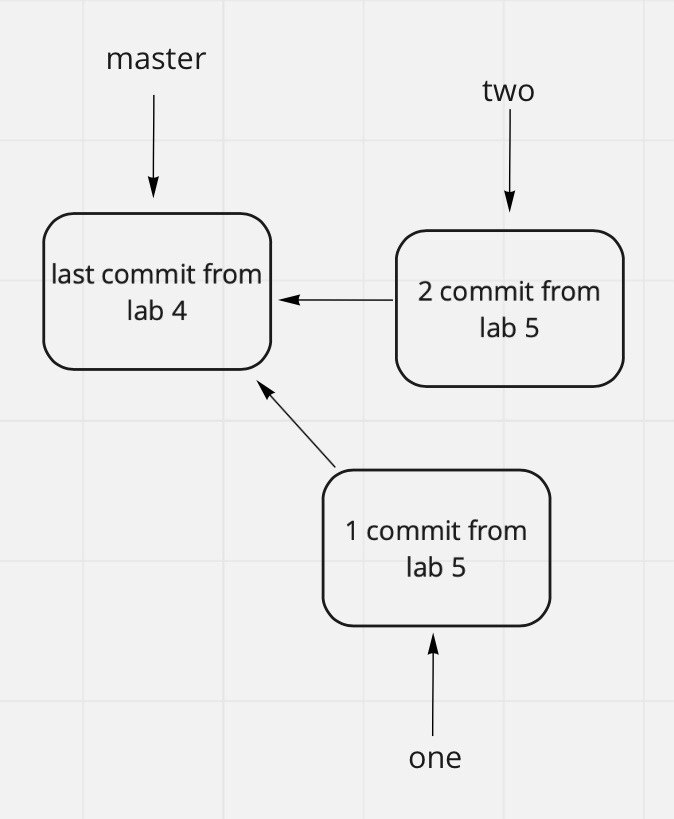 master
two
last commit from
lab 4
2 commit from
lab 5
1 commit from
lab 5
one